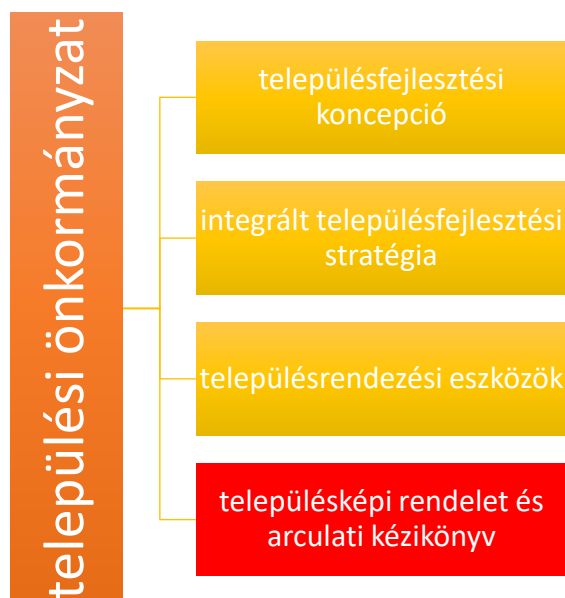 települési önkormányzat
településfejlesztési
koncepció
integrált településfejlesztési
stratégia
településrendezési eszközök
településképi rendelet és
arculati kézikönyv